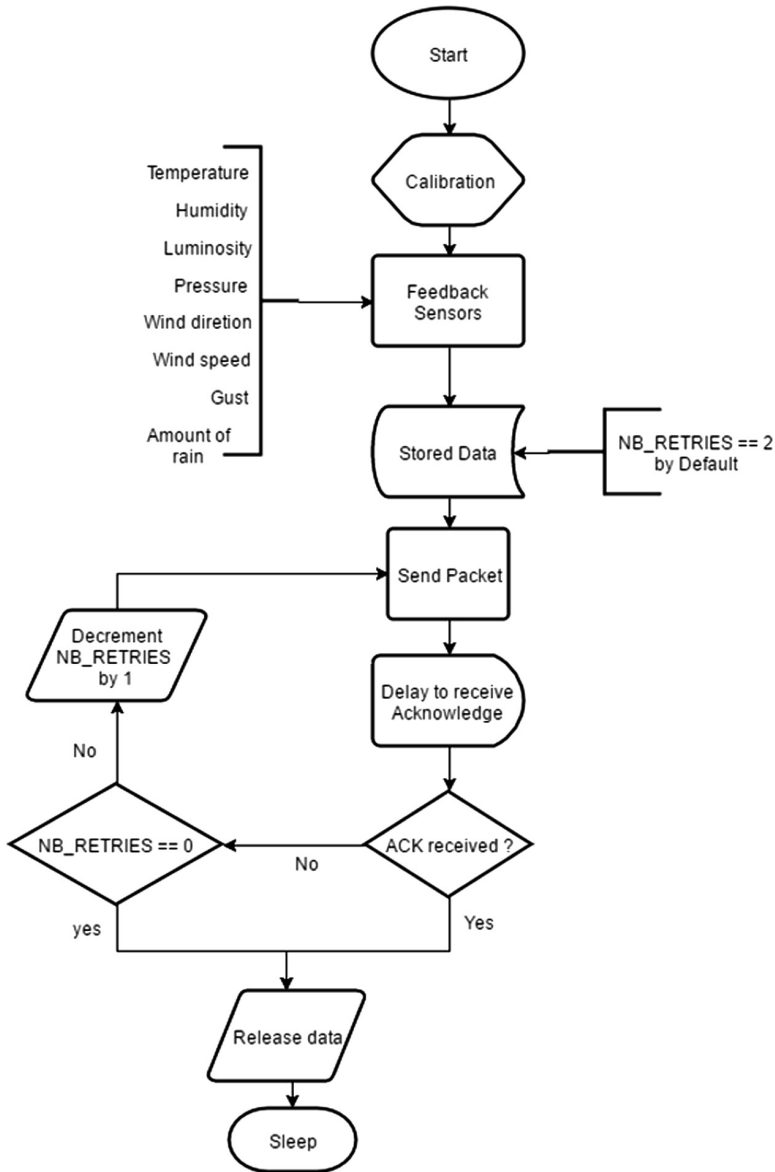 Start
Calibration
Temperature
Humidity
Luminosity
Pressure
Wind diretion
Wind speed
Gust
Amount of
rain
Feedback
Sensors
Stored Data
NB_RETRIES == 2
by Default
Send Packet
Decrement
NB_RETRIES
by 1
Delay to receive
Acknowledge
No
NB_RETRIES == 0
No
ACK received ?
yes
Yes
Release data
Sleep